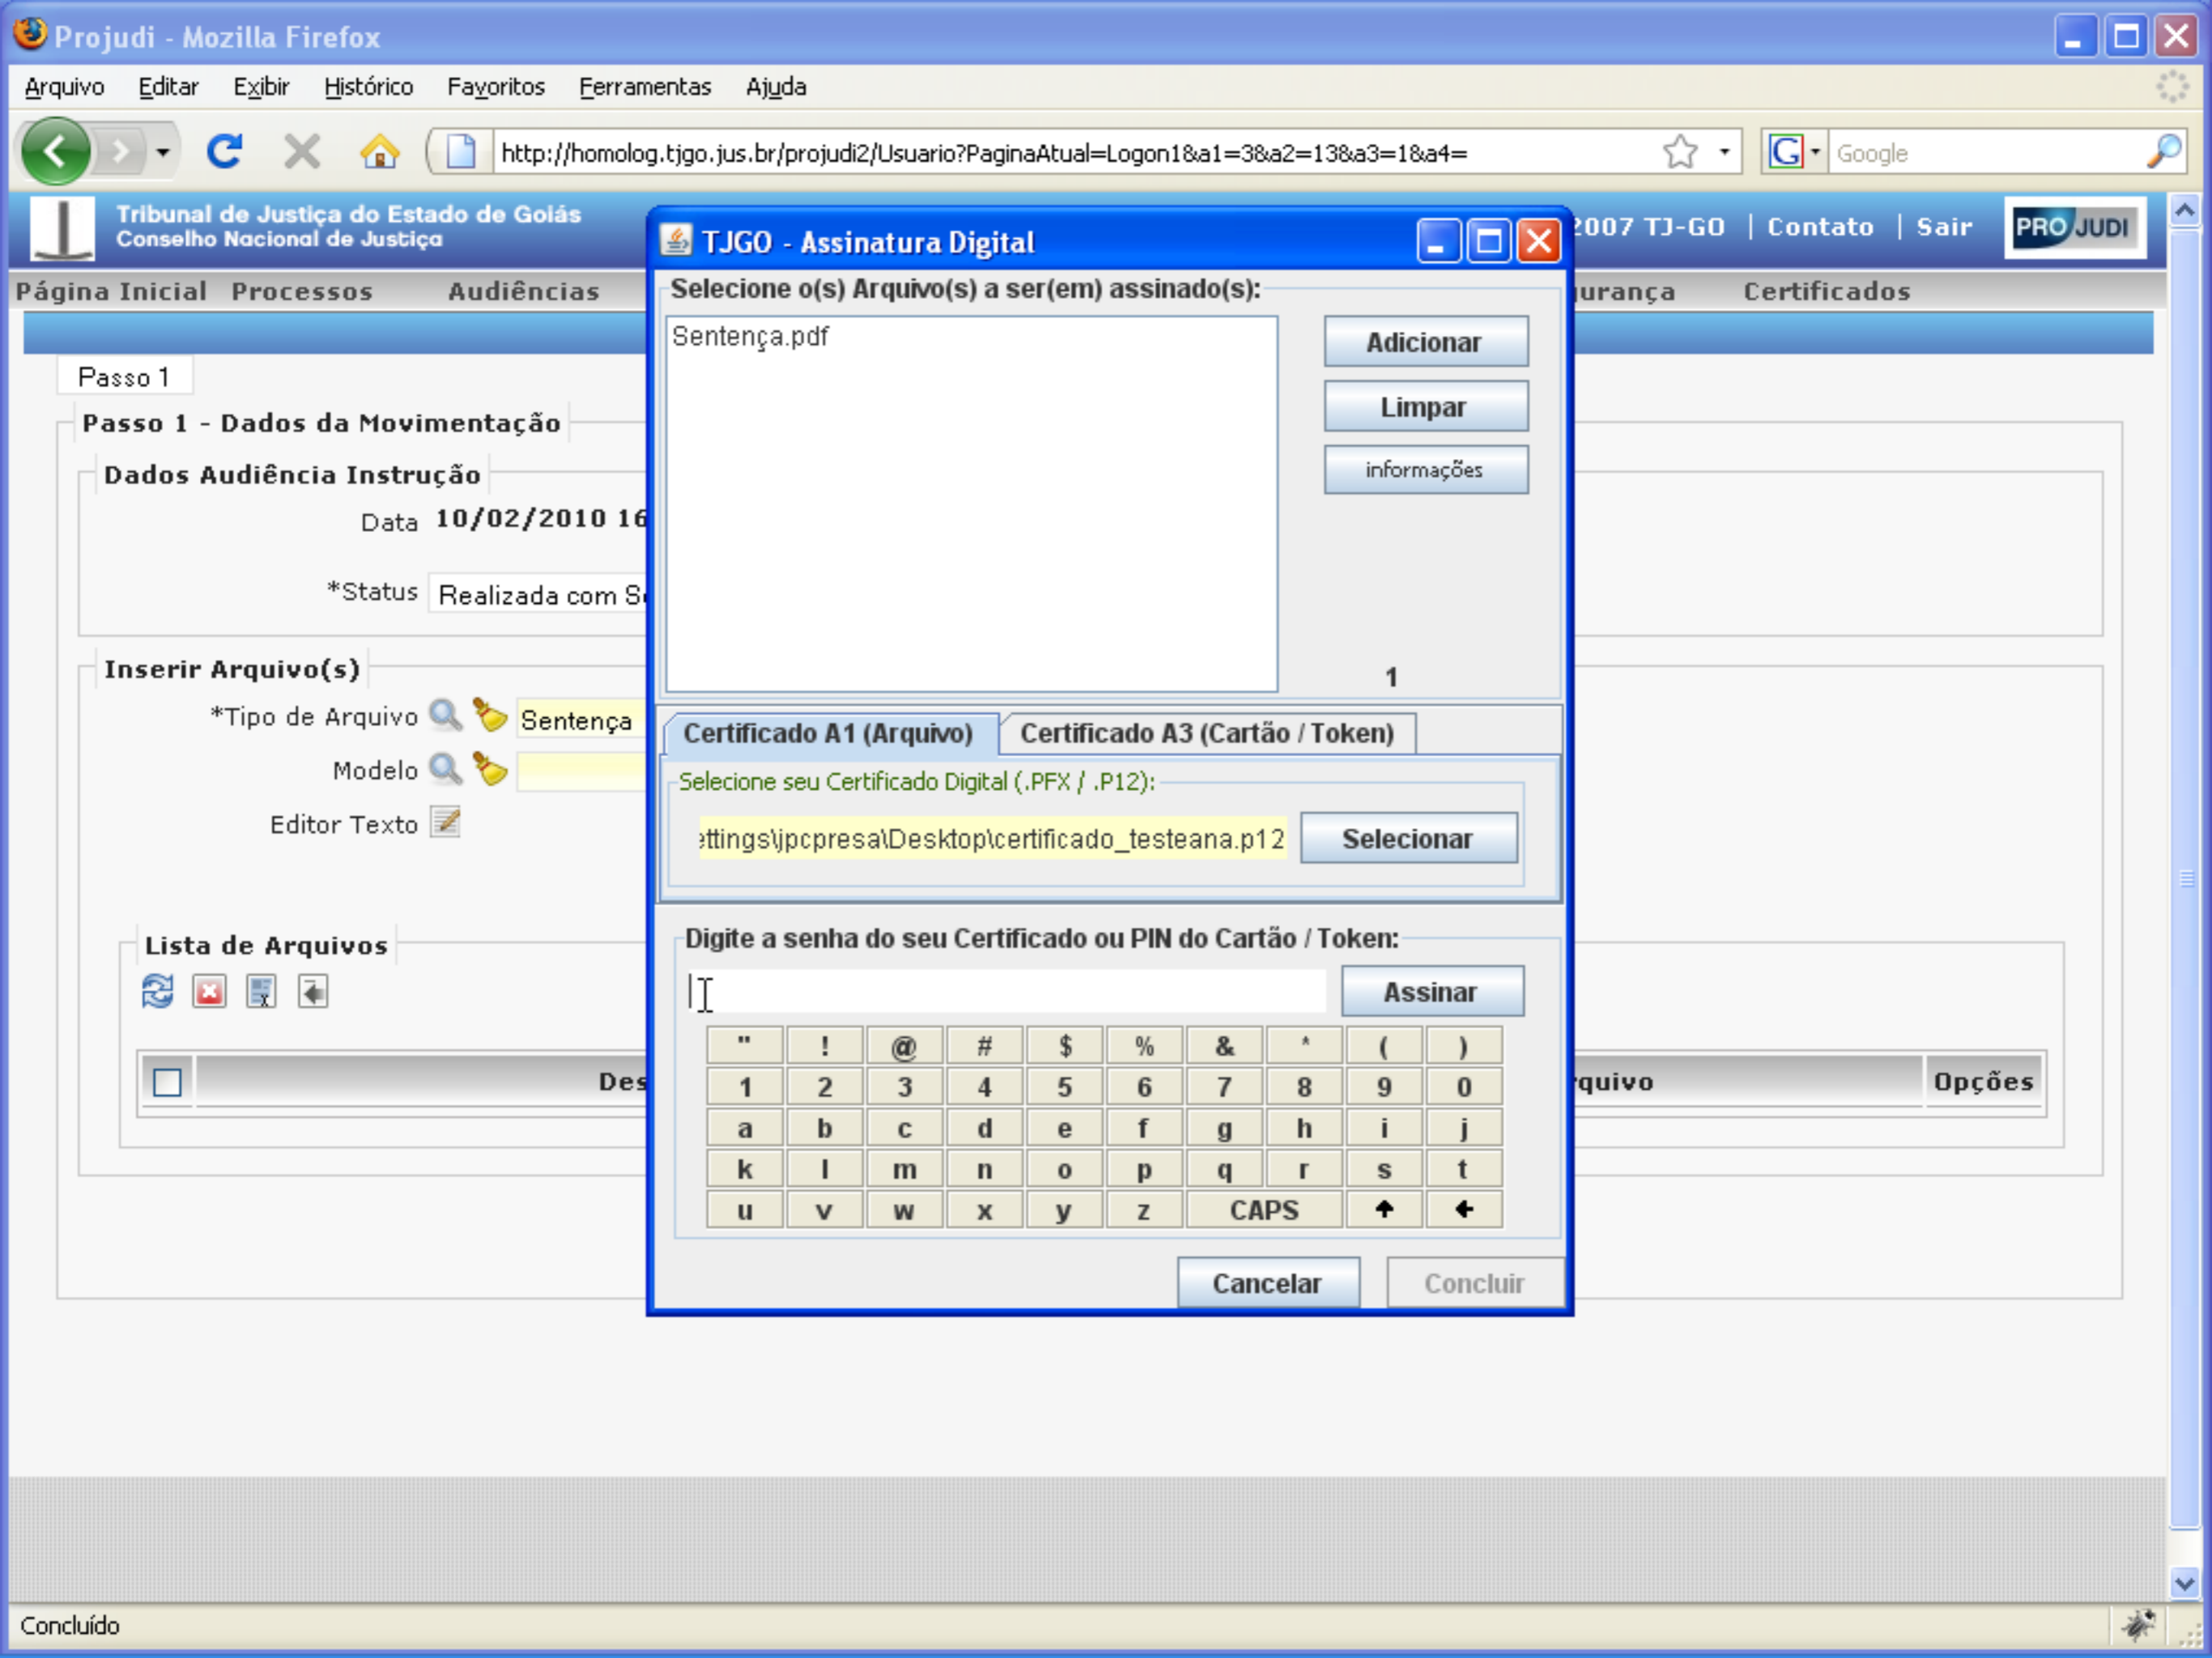 Projudi - Mozilla Firefox
Arquivo Editar Exibir Histórico Favoritos Ferramentas Ajuda
http://homolog.tjgo.jus.br/projudi2/Usuario?PaginaAtual=Logon1&a1=3&a2=13&a3=1&a4=
Google
Tribunal de Justiça do Estado de Goiás
Conselho Nacional de Justiça
2007 TJ-GO | Contato | Sair
PROJUDI
Página Inicial Processos Audiências urança Certificados
Passo 1
Passo 1 - Dados da Movimentação
Dados Audiência Instrução
Data 10/02/2010 16
*Status Realizada com S
Inserir Arquivo(s)
*Tipo de Arquivo Sentença
Modelo
Editor Texto
Lista de Arquivos
Des rquivo Opções
TJGO - Assinatura Digital
Selecione o(s) Arquivo(s) a ser(em) assinado(s):
Sentença.pdf
Adicionar
Limpar
informações
1
Certificado A1 (Arquivo) Certificado A3 (Cartão / Token)
Selecione seu Certificado Digital (.PFX / .P12):
ettings\jpcpresa\Desktop\certificado_testeana.p12 Selecionar
Digite a senha do seu Certificado ou PIN do Cartão / Token:
Assinar
" ! @ # $ % & * ( )
1 2 3 4 5 6 7 8 9 0
a b c d e f g h i j
k l m n o p q r s t
u v w x y z CAPS
Cancelar Concluir
Concluído